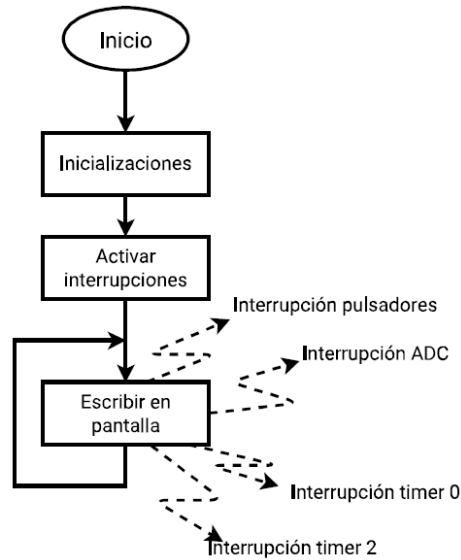 Inicio
Inicializaciones
Activar
interrupciones
Interrupción pulsadores
Interrupción ADC
Escribir en
pantalla
Interrupción timer 0
Interrupción timer 2